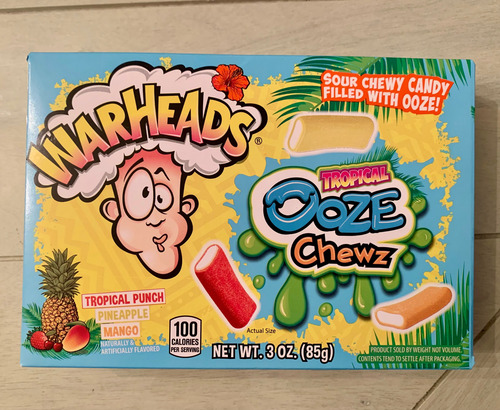 WARHEADS®
SOUR CHEWY CANDY
FILLED WITH OOZE!
TROPICAL
OOZE
Chewz
TROPICAL PUNCH
PINEAPPLE
MANGO
NATURALLY &
ARTIFICIALLY FLAVORED
100
CALORIES
PER SERVING
Actual Size
NET WT. 3 OZ. (85g)
PRODUCT SOLD BY WEIGHT NOT VOLUME.
CONTENTS TEND TO SETTLE AFTER PACKAGING.